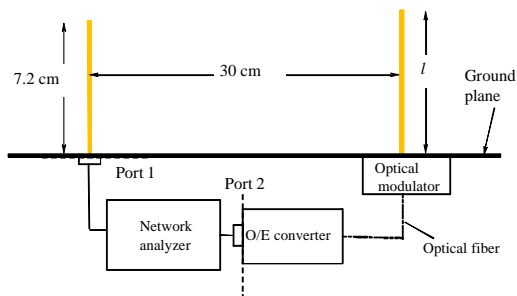 7.2 cm
30 cm
l
Ground
plane
Port 1
Optical
modulator
Port 2
Network
analyzer
O/E converter
Optical fiber